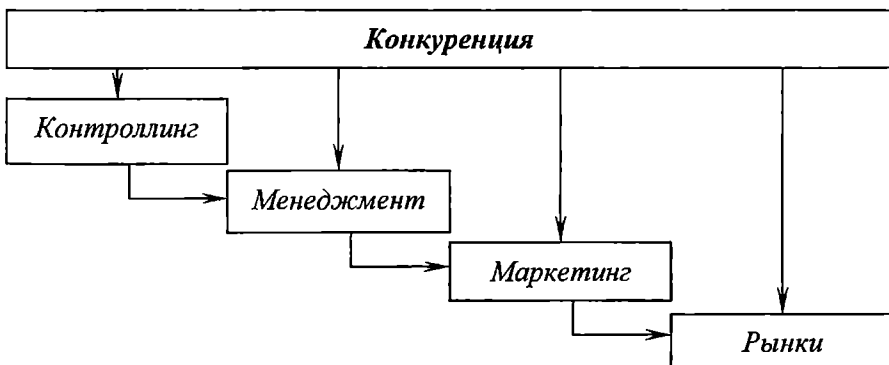 Конкуренция
Контроллинг
Менеджмент
Маркетинг
Рынки